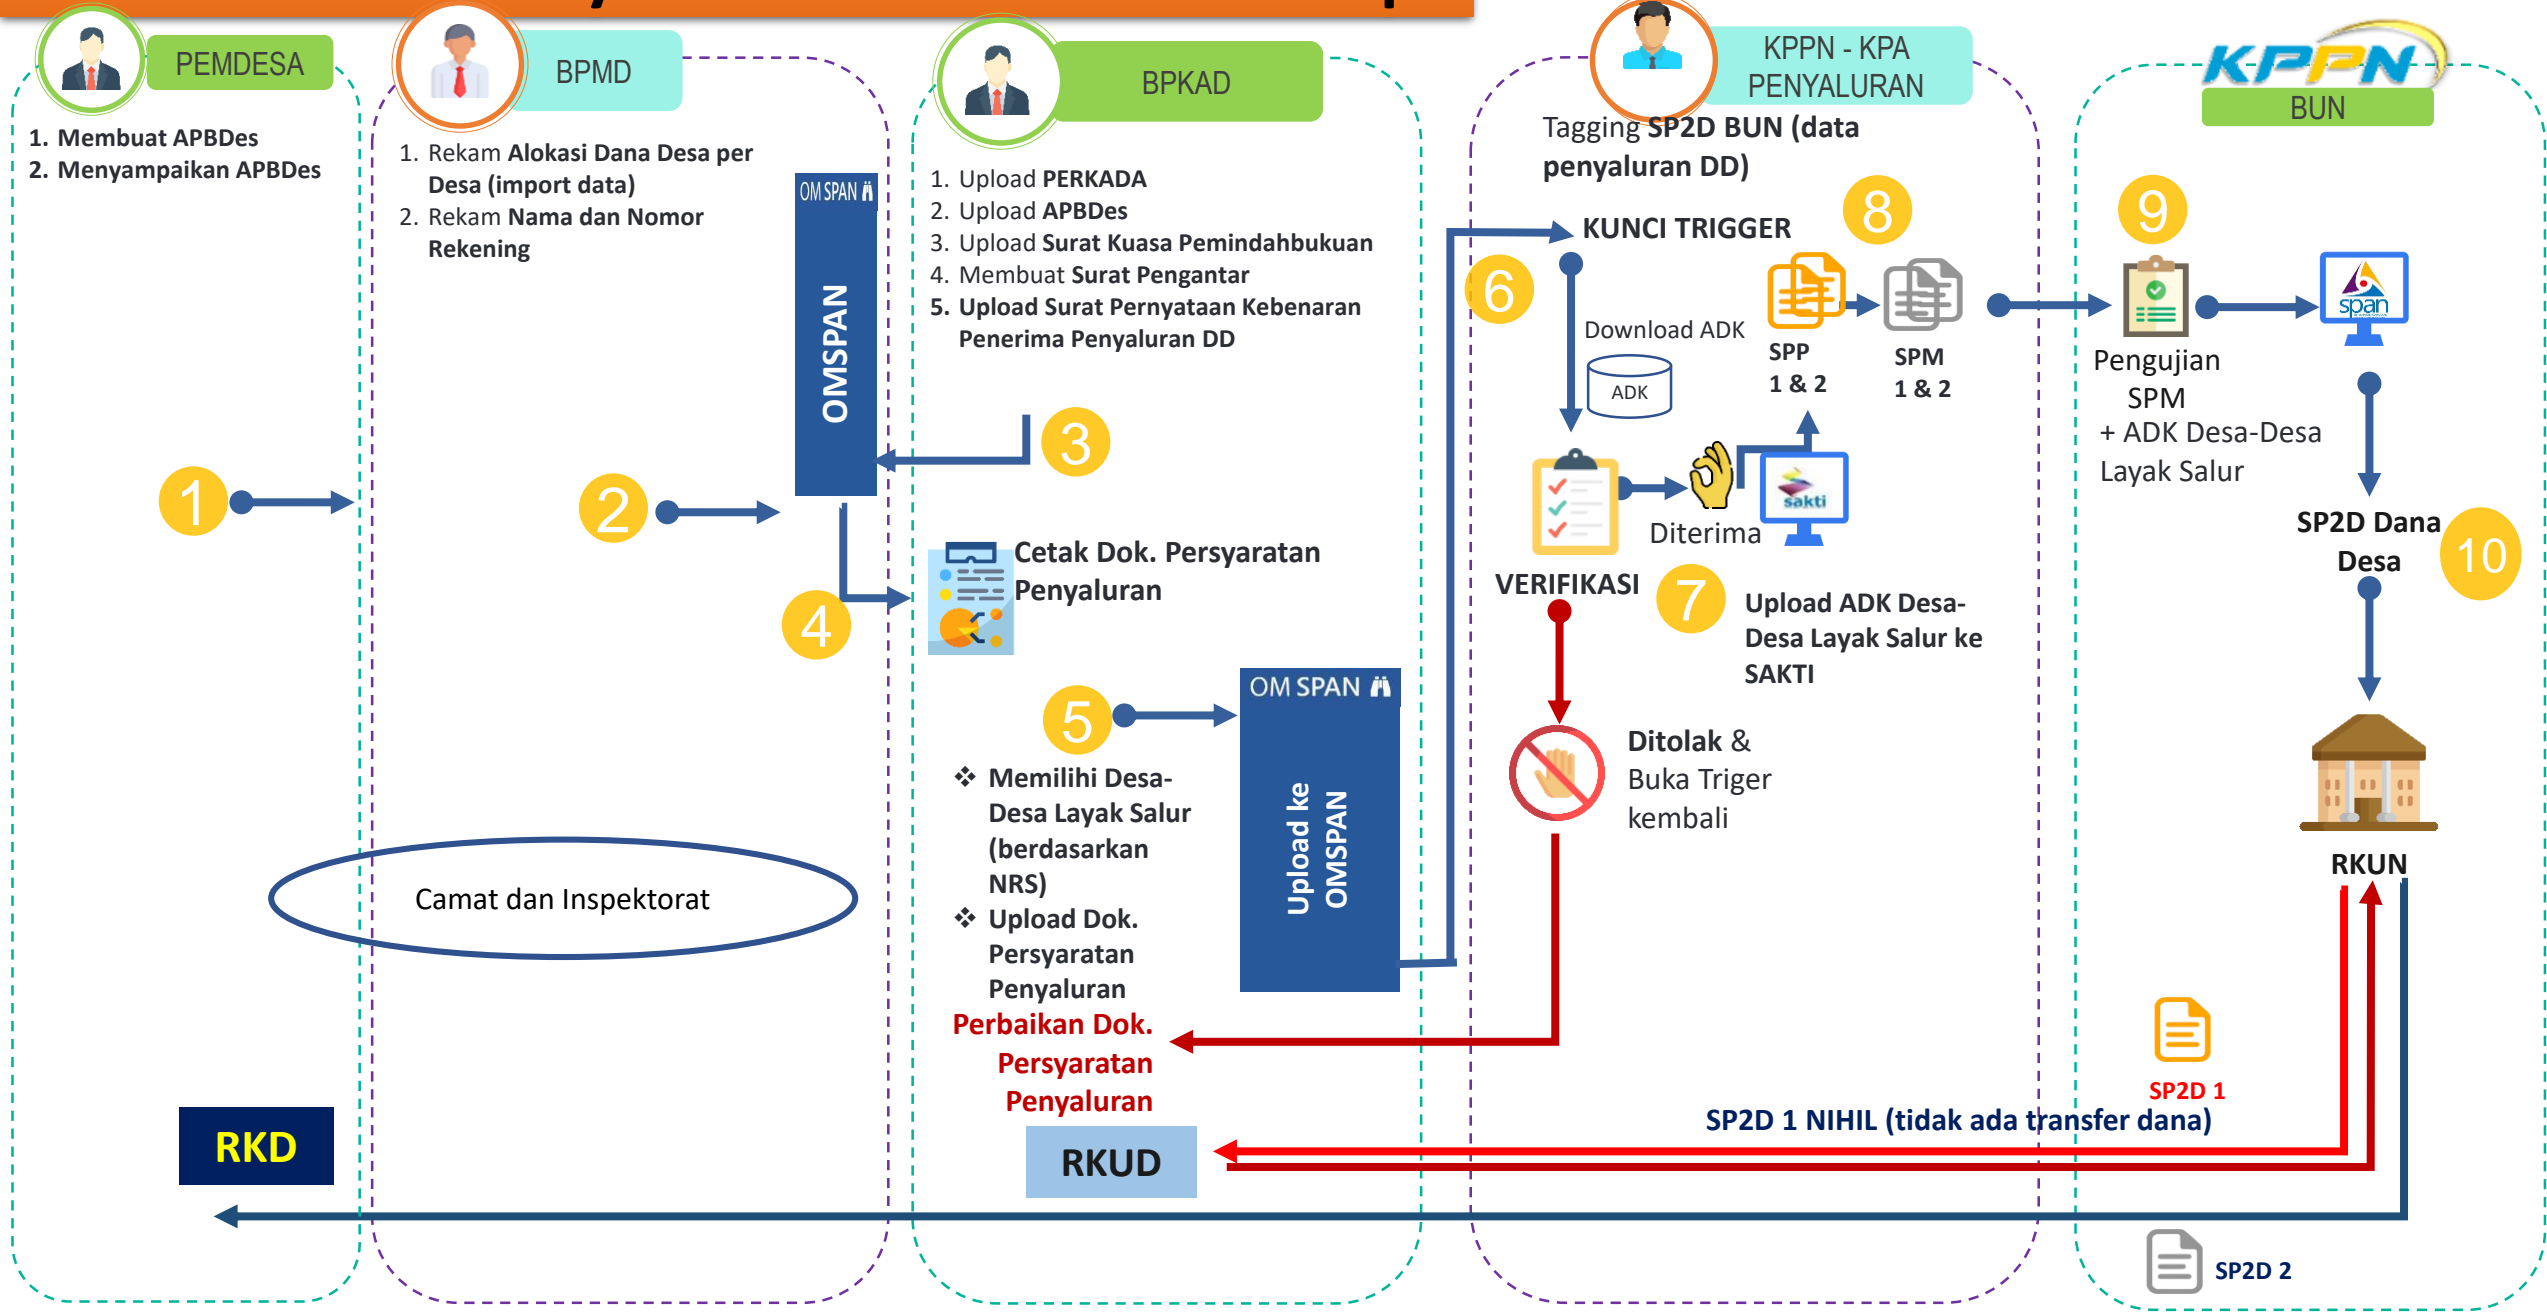 PEMDESA
1. Membuat APBDes
2. Menyampaikan APBDes
1
RKD
BPMD
1. Rekam Alokasi Dana Desa per
Desa (import data)
2. Rekam Nama dan Nomor
Rekening
OM SPAN
OMSPAN
2
4
Camat dan Inspektorat
BPKAD
1. Upload PERKADA
2. Upload APBDes
3. Upload Surat Kuasa Pemindahbukuan
4. Membuat Surat Pengantar
5. Upload Surat Pernyataan Kebenaran
Penerima Penyaluran DD
3
Cetak Dok. Persyaratan
Penyaluran
5
OM SPAN
Upload ke
OMSPAN
❖ Memilihi Desa-
Desa Layak Salur
(berdasarkan
NRS)
❖ Upload Dok.
Persyaratan
Penyaluran
Perbaikan Dok.
Persyaratan
Penyaluran
RKUD
KPPN - KPA
PENYALURAN
Tagging SP2D BUN (data
penyaluran DD)
KUNCI TRIGGER
8
6
Download ADK
ADK
SPP
1 & 2
SPM
1 & 2
sakti
Diterima
VERIFIKASI
7
Upload ADK Desa-
Desa Layak Salur ke
SAKTI
Ditolak &
Buka Triger
kembali
KPPN
BUN
9
span
Pengujian
SPM
+ ADK Desa-Desa
Layak Salur
SP2D Dana
Desa
10
RKUN
SP2D 1
SP2D 1 NIHIL (tidak ada transfer dana)
SP2D 2